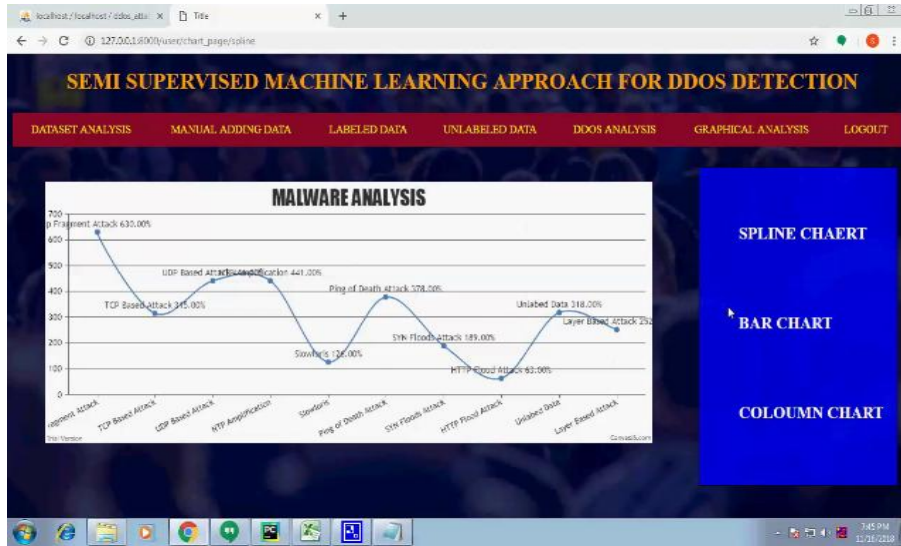 localhost / localhost / ddos_atta
Title
127.0.0.1:8000/user/chart_page/spline
SEMI SUPERVISED MACHINE LEARNING APPROACH FOR DDOS DETECTION
DATASET ANALYSIS
MANUAL ADDING DATA
LABELED DATA
UNLABELED DATA
DDOS ANALYSIS
GRAPHICAL ANALYSIS
LOGOUT
MALWARE ANALYSIS
700
600
500
400
300
200
100
0
p Fragment Attack 630.00%
TCP Based Attack 315.00%
UDP Based Attack
441.00%
Slowloris 126.00%
Ping of Death Attack 378.00%
SYN Floods Attack 189.00%
HTTP Flood Attack 63.00%
Unlabed Data 318.00%
Layer Based Attack 252
ragment Attack
TCP Based Attack
UDP Based Attack
NTP Amplification
Slowloris
Ping of Death Attack
SYN Floods Attack
HTTP Flood Attack
Unlabed Data
Layer Based Attack
Trial Version
CanvasJS.com
SPLINE CHAERT
BAR CHART
COLOUMN CHART
3:45 PM
11/16/2018